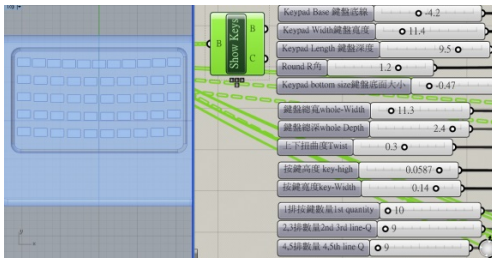 Show Keys
B
B
C
Keypad Base 鍵盤底線 -4.2
Keypad Width鍵盤寬度 11.4
Keypad Length 鍵盤深度 9.5
Round R角 1.2
Keypad bottom size鍵盤底面大小 -0.47
鍵盤總寬whole-Width 11.3
鍵盤總深whole Depth 2.4
上下扭曲度Twist 0.3
按鍵高度 key-high 0.0587
按鍵寬度key-Width 0.14
1排按鍵數量1st quantity 10
2,3排數量2nd 3rd line-Q 9
4,5排數量 4,5th line Q 9